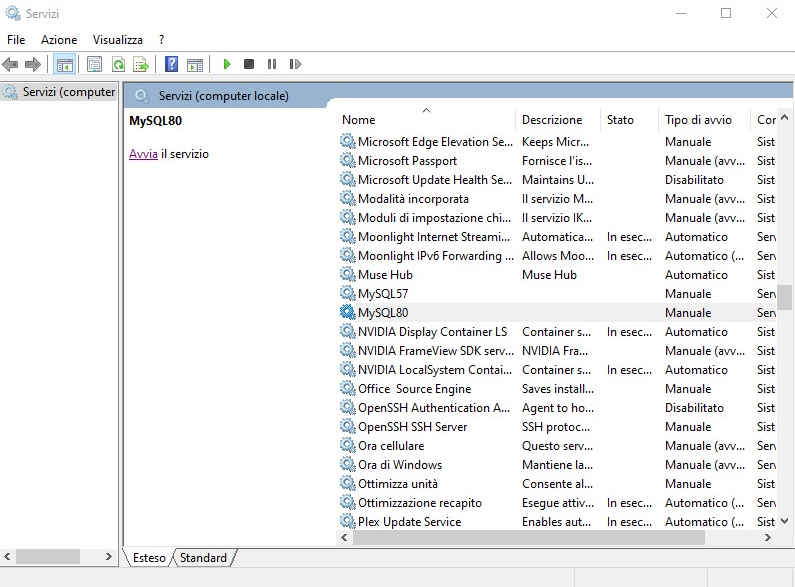 Servizi
File Azione Visualizza ?
Servizi (computer
Servizi (computer locale)
MySQL80
Avvia il servizio
Nome Descrizione Stato Tipo di avvio Cor
Microsoft Edge Elevation Se... Keeps Micr... Manuale Sist
Microsoft Passport Fornisce l'is... Manuale (avv... Sist
Microsoft Update Health Se... Maintains U... Disabilitato Sist
Modalità incorporata Il servizio M... Manuale (avv... Sist
Moduli di impostazione chi... Il servizio IK... Manuale (avv... Sist
Moonlight Internet Streami... Automatica... In esec... Automatico Serv
Moonlight IPv6 Forwarding ... Allows Moo... In esec... Automatico (... Serv
Muse Hub Muse Hub Automatico Sist
MySQL57 Manuale Serv
MySQL80 Manuale Serv
NVIDIA Display Container LS Container s... In esec... Automatico Sist
NVIDIA FrameView SDK serv... NVIDIA Fra... Manuale (avv... Sist
NVIDIA LocalSystem Contai... Container s... In esec... Automatico Sist
Office  Source Engine Saves install... Manuale Sist
OpenSSH Authentication A... Agent to ho... Disabilitato Sist
OpenSSH SSH Server SSH protoc... Manuale Sist
Ora cellulare Questo serv... Manuale (avv... Serv
Ora di Windows Mantiene la... Manuale (avv... Serv
Ottimizza unità Consente al... Manuale Sist
Ottimizzazione recapito Esegue attiv... In esec... Automatico (... Serv
Plex Update Service Enables aut... In esec... Automatico (... Sist
Esteso Standard